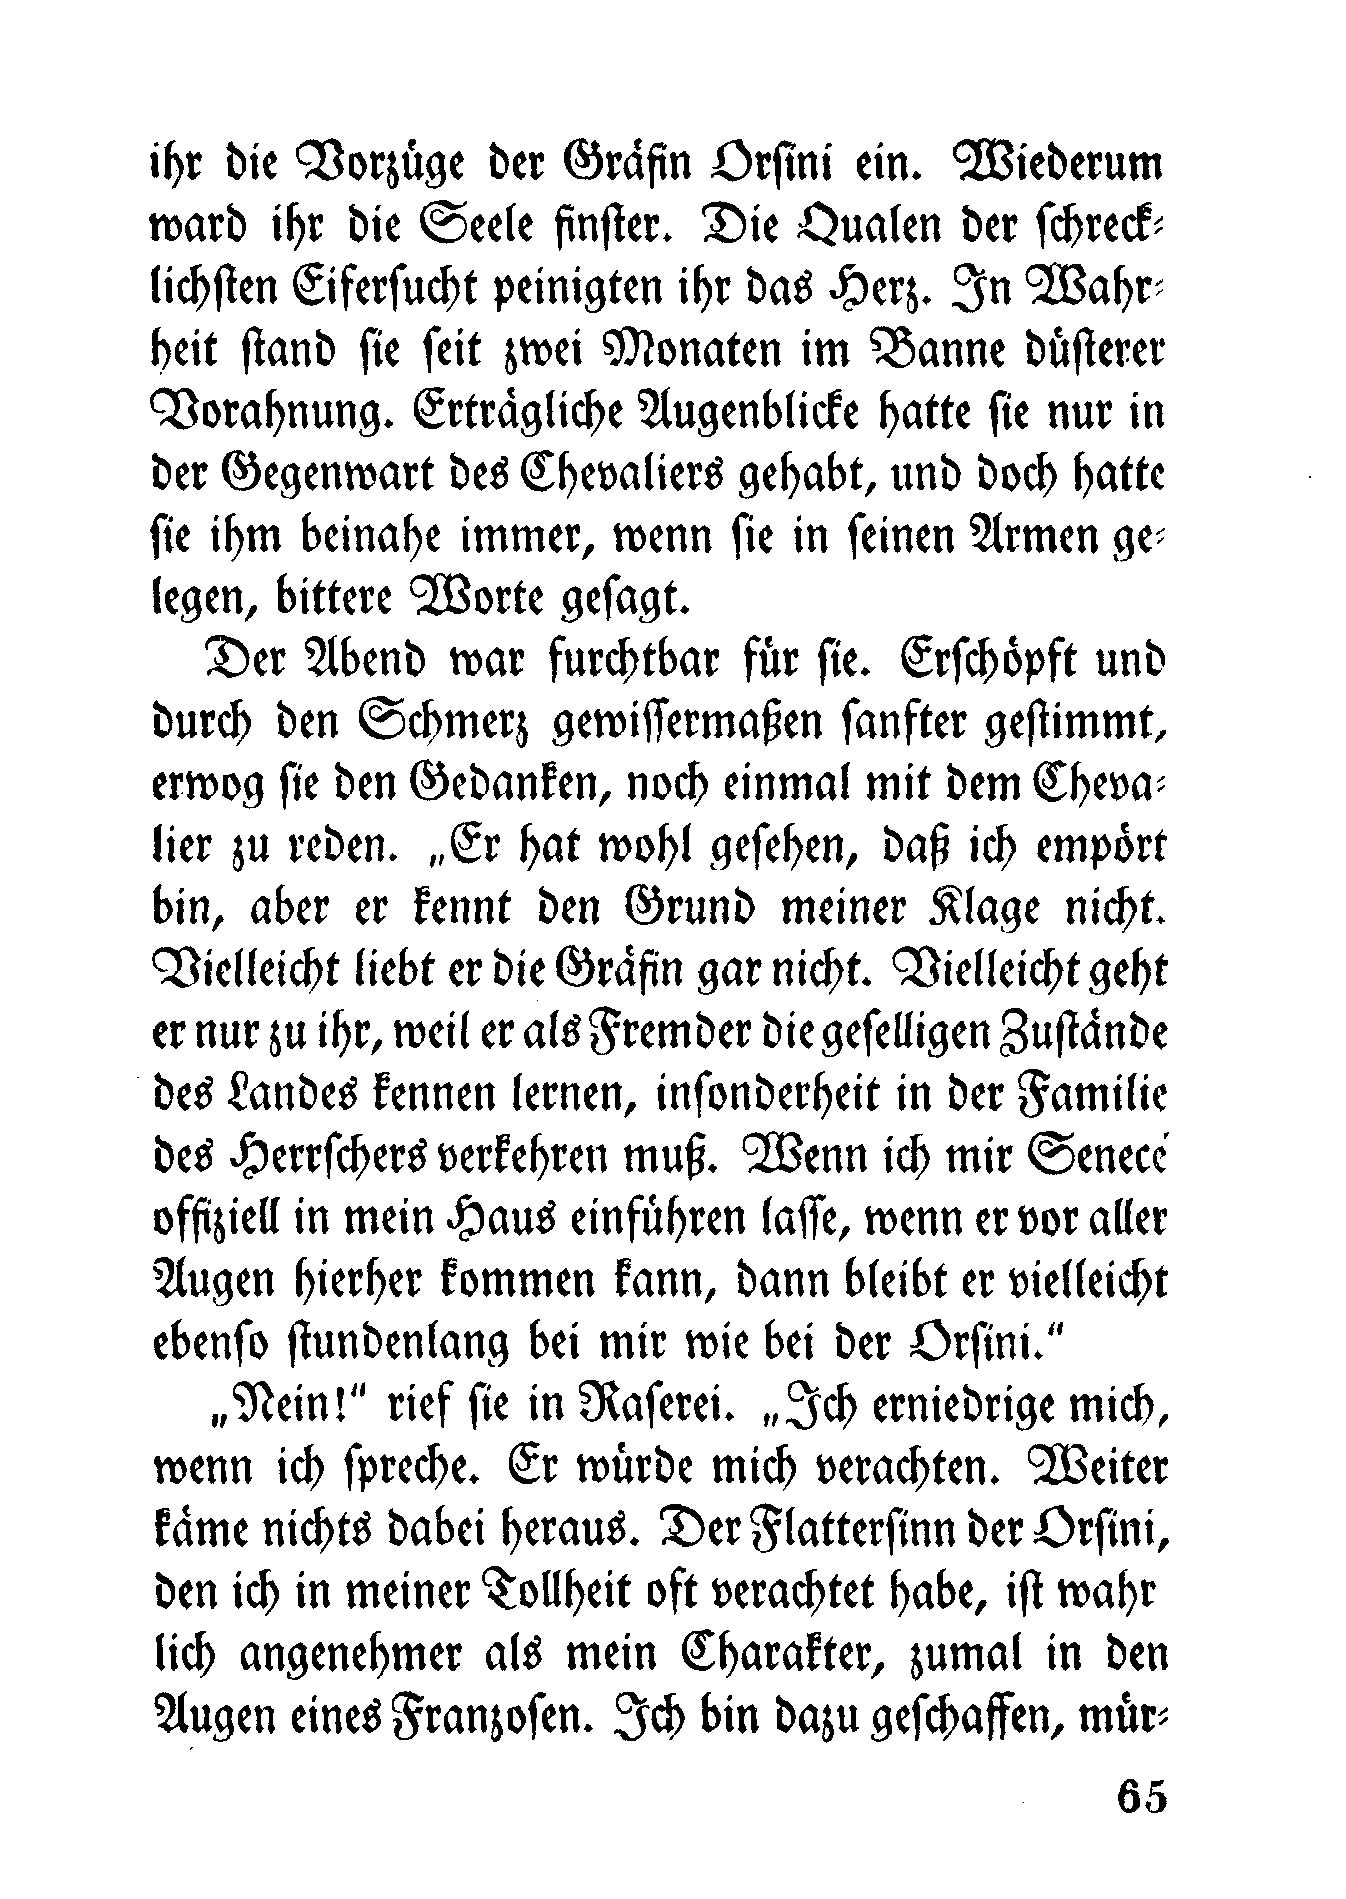 ihr die Vorzüge der Gräfin Orſini ein. Wiederum
ward ihr die Seele finſter. Die Qualen der ſchreck-
lichſten Eiferſucht peinigten ihr das Herz. In Wahr-
heit ſtand ſie ſeit zwei Monaten im Banne düſterer
Vorahnung. Erträgliche Augenblicke hatte ſie nur in
der Gegenwart des Chevaliers gehabt, und doch hatte
ſie ihm beinahe immer, wenn ſie in ſeinen Armen ge-
legen, bittere Worte geſagt.
Der Abend war furchtbar für ſie. Erſchöpft und
durch den Schmerz gewiſſermaßen ſanfter geſtimmt,
erwog ſie den Gedanken, noch einmal mit dem Cheva-
lier zu reden. „Er hat wohl geſehen, daß ich empört
bin, aber er kennt den Grund meiner Klage nicht.
Vielleicht liebt er die Gräfin gar nicht. Vielleicht geht
er nur zu ihr, weil er als Fremder die geſelligen Zuſtände
des Landes kennen lernen, inſonderheit in der Familie
des Herrſchers verkehren muß. Wenn ich mir Senecé
offiziell in mein Haus einführen laſſe, wenn er vor aller
Augen hierher kommen kann, dann bleibt er vielleicht
ebenſo ſtundenlang bei mir wie bei der Orſini.“
„Nein!“ rief ſie in Raſerei. „Ich erniedrige mich,
wenn ich ſpreche. Er würde mich verachten. Weiter
käme nichts dabei heraus. Der Flatterſinn der Orſini,
den ich in meiner Tollheit oft verachtet habe, iſt wahr
lich angenehmer als mein Charakter, zumal in den
Augen eines Franzoſen. Ich bin dazu geſchaffen, mür-
65